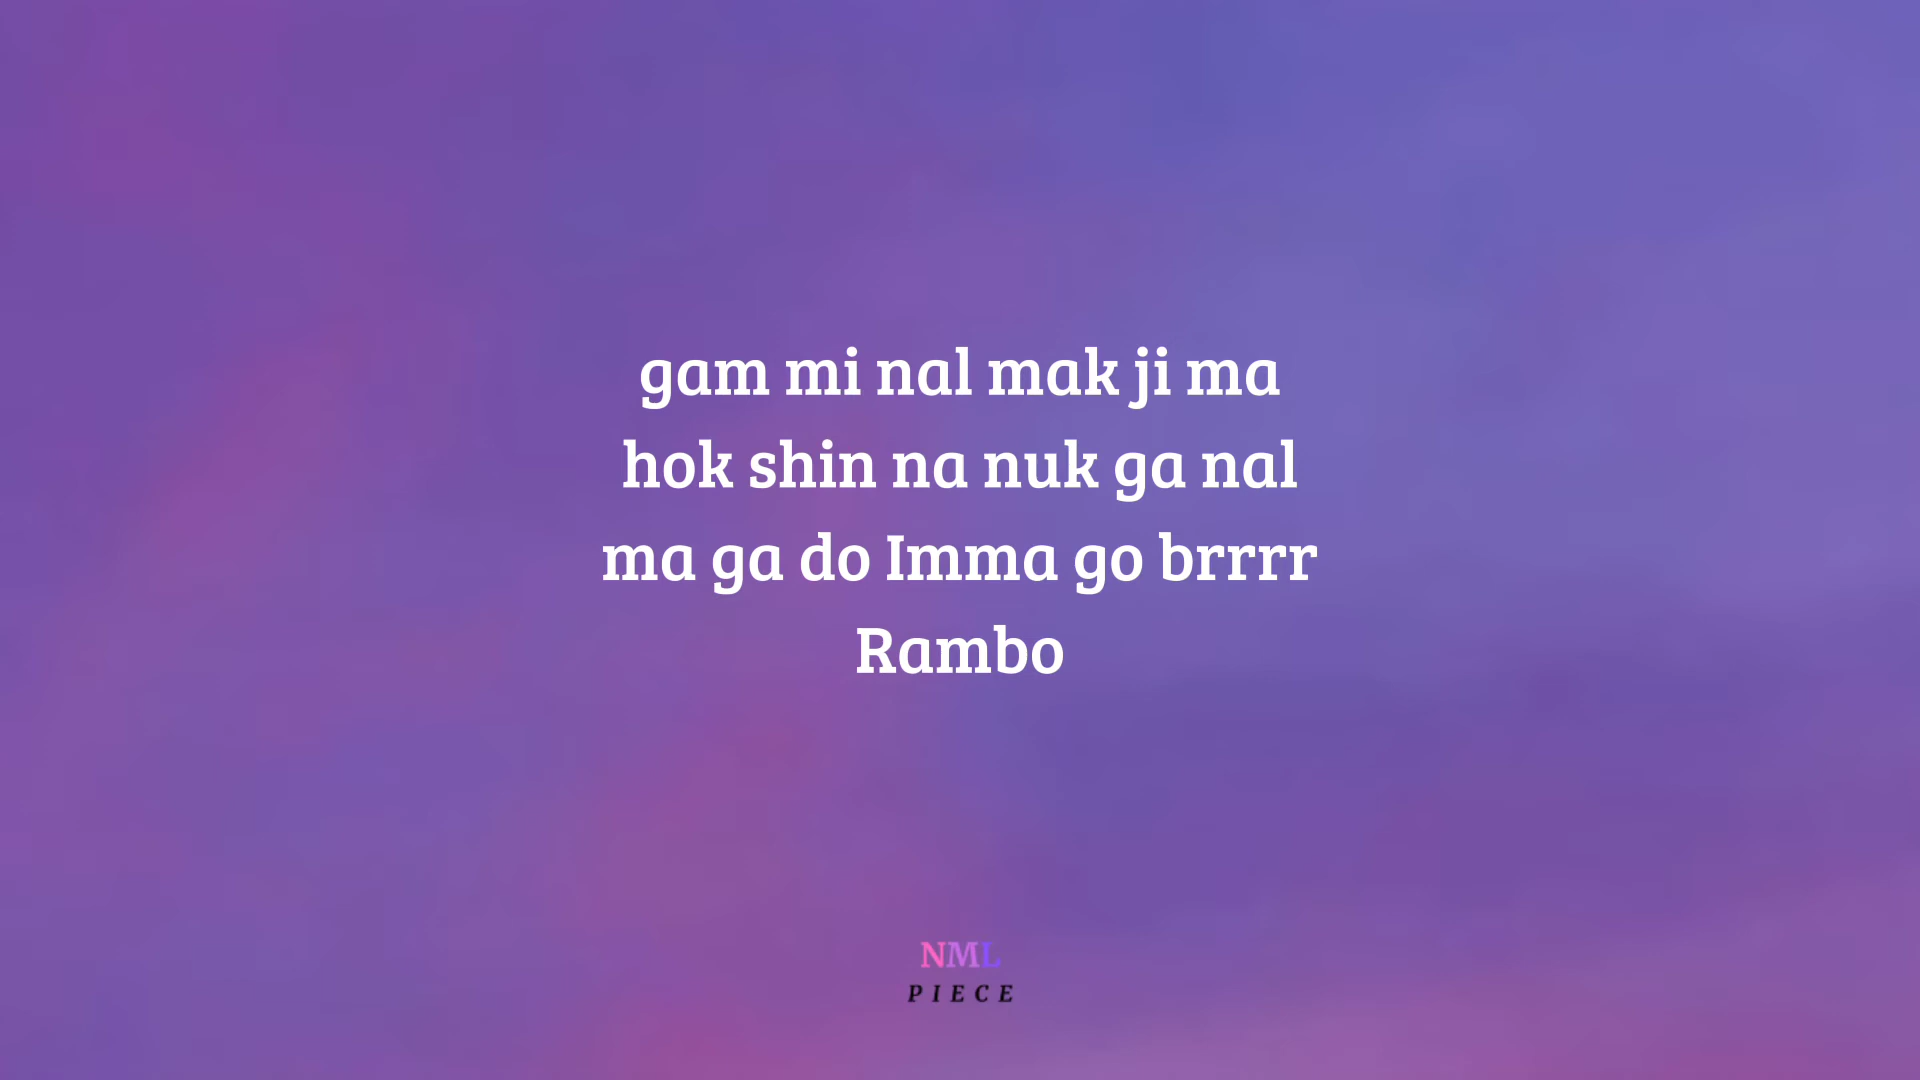 gam mi nal mak ji ma
hok shin na nuk ga nal
ma ga do Imma go brrrr
Rambo
NML
PIECE